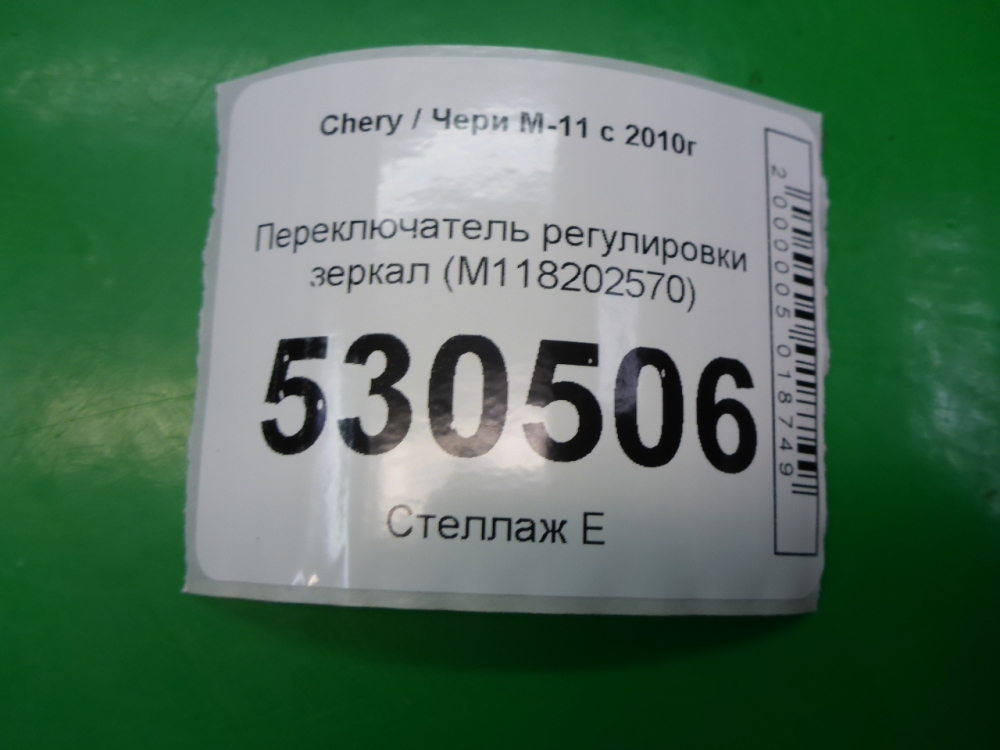 Chery / Чери М-11 с 2010г
Переключатель регулировки
зеркал (M118202570)
530506
Стеллаж Е
2000005018749